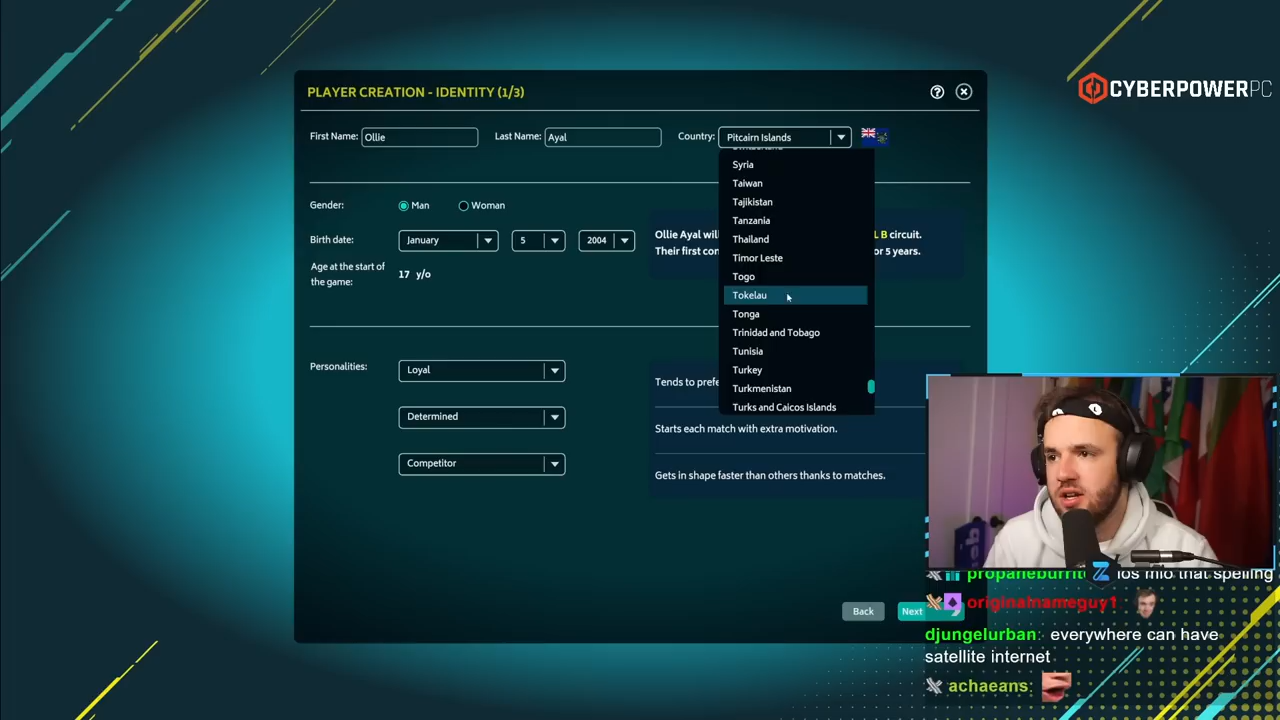 CYBERPOWERPC
PLAYER CREATION - IDENTITY (1/3)
First Name: Ollie Last Name: Ayal Country: Pitcairn Islands
Syria
Taiwan
Tajikistan
Tanzania
Thailand
Timor Leste
Togo
Tokelau
Tonga
Trinidad and Tobago
Tunisia
Turkey
Turkmenistan
Turks and Caicos Islands
Gender: Man Woman
Birth date: January 5 2004
Age at the start of
the game: 17 y/o
Ollie Ayal will B circuit.
Their first con or 5 years.
Personalities: Loyal
Tends to prefe
Determined
Starts each match with extra motivation.
Competitor
Gets in shape faster than others thanks to matches.
Back Next
propaneburrit los mio that spelling
originalnameguy1
djungelurban: everywhere can have
satellite internet
achaeans: